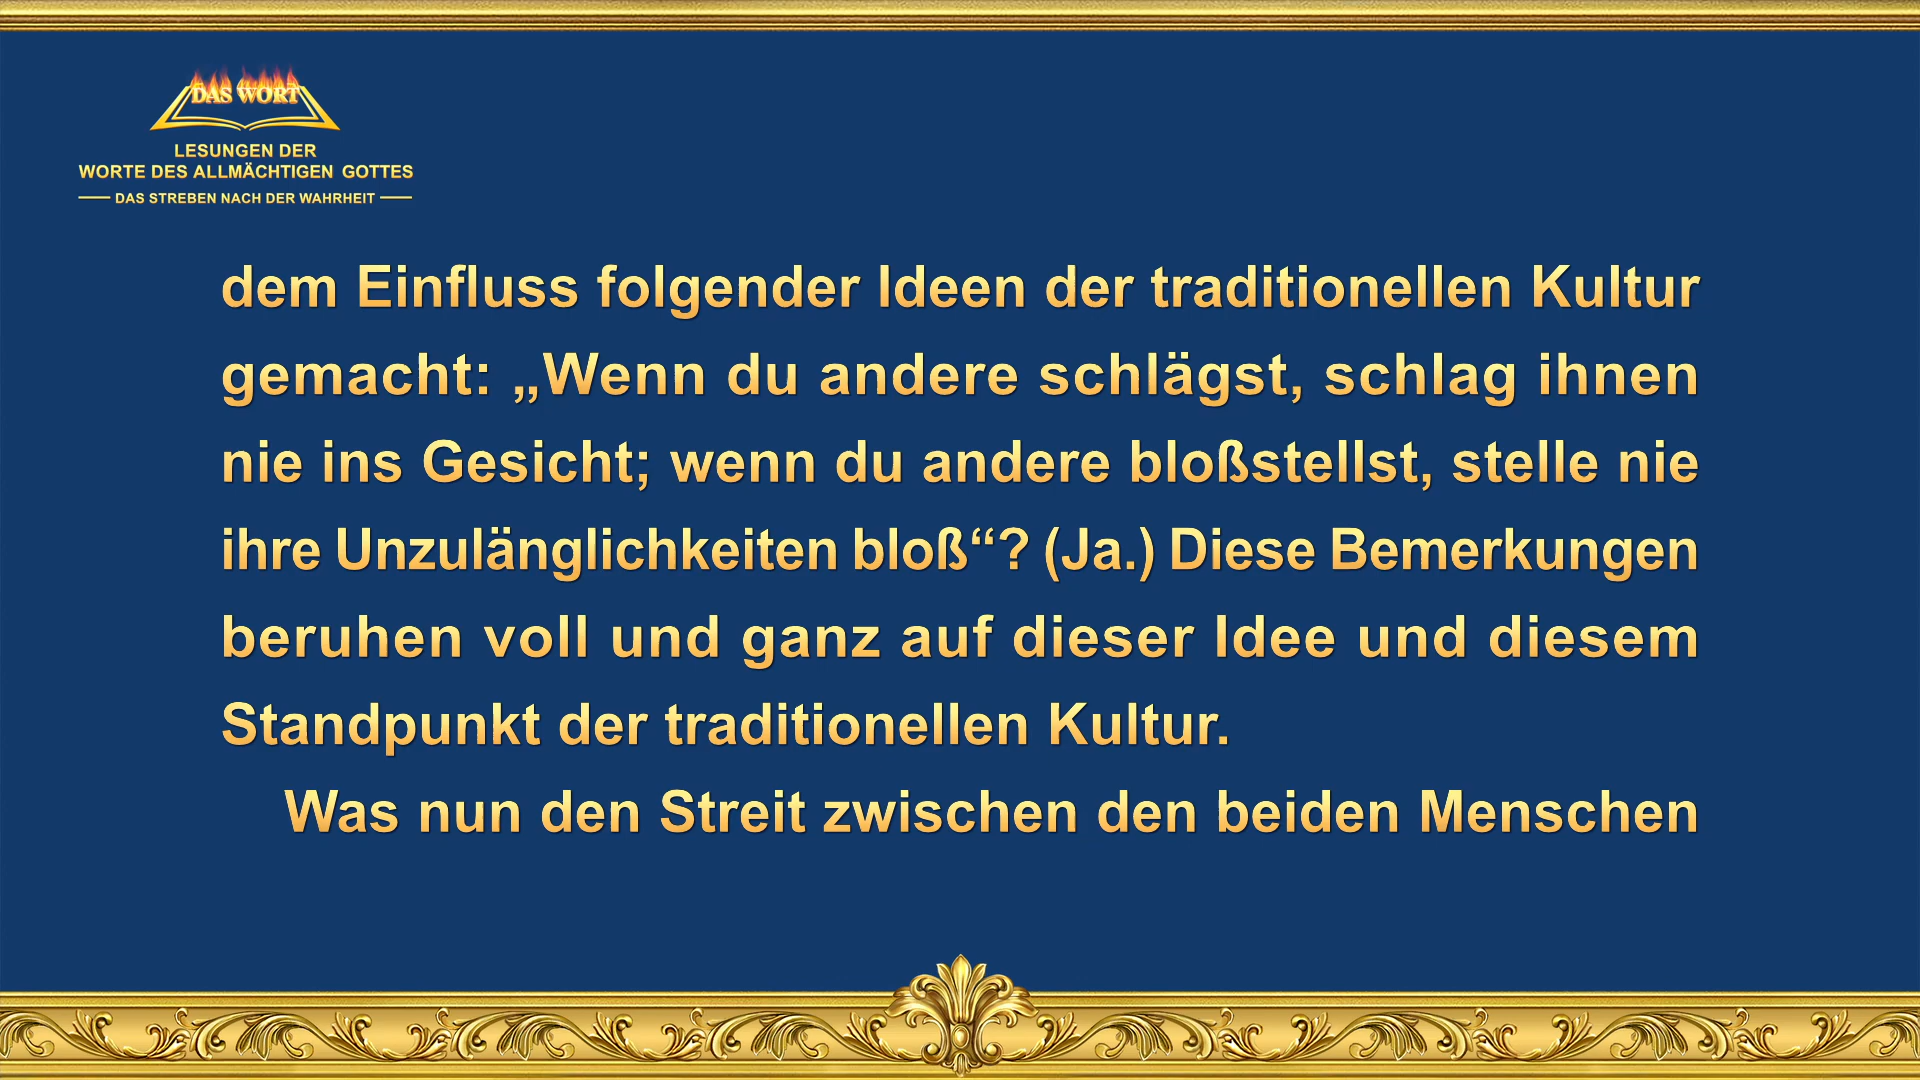 DAS WORT
LESUNGEN DER
WORTE DES ALLMÄCHTIGEN GOTTES
DAS STREBEN NACH DER WAHRHEIT
dem Einfluss folgender Ideen der traditionellen Kultur
gemacht: „Wenn du andere schlägst, schlag ihnen
nie ins Gesicht; wenn du andere bloßstellst, stelle nie
ihre Unzulänglichkeiten bloß“? (Ja.) Diese Bemerkungen
beruhen voll und ganz auf dieser Idee und diesem
Standpunkt der traditionellen Kultur.
Was nun den Streit zwischen den beiden Menschen